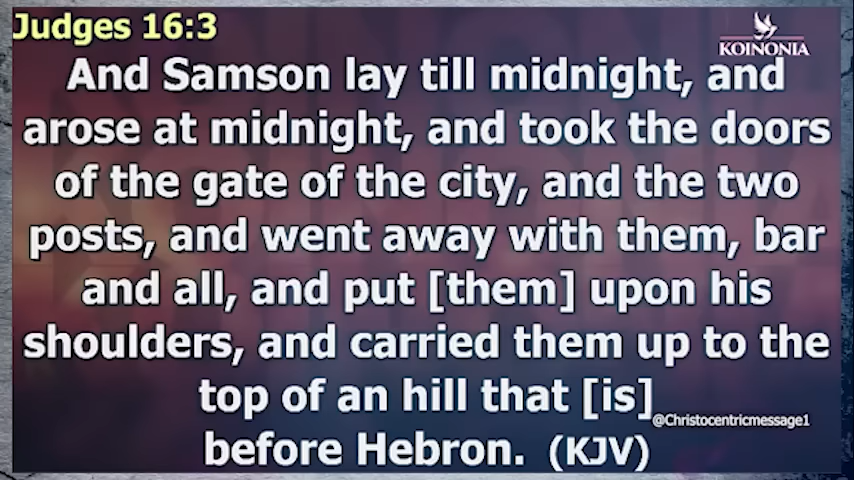 Judges 16:3
KOINONIA
And Samson lay till midnight, and
arose at midnight, and took the doors
of the gate of the city, and the two
posts, and went away with them, bar
and all, and put [them] upon his
shoulders, and carried them up to the
top of an hill that [is]
@Christocentricmessage1
before Hebron. (KJV)